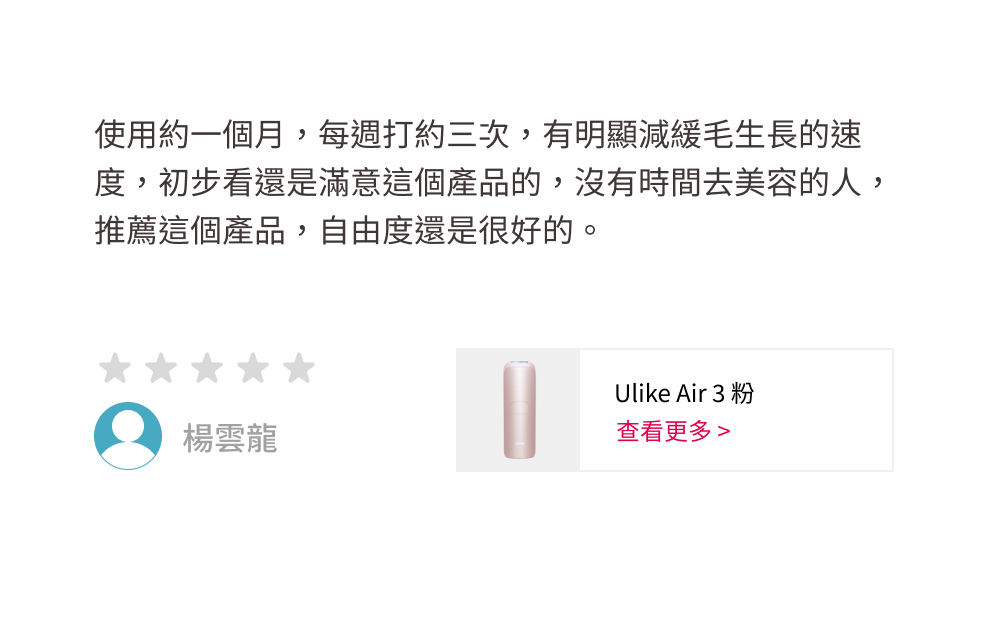 使用約一個月，每週打約三次，有明顯減緩毛生長的速
度，初步看還是滿意這個產品的，沒有時間去美容的人，
推薦這個產品，自由度還是很好的。
楊雲龍
Ulike Air 3 粉
查看更多 >